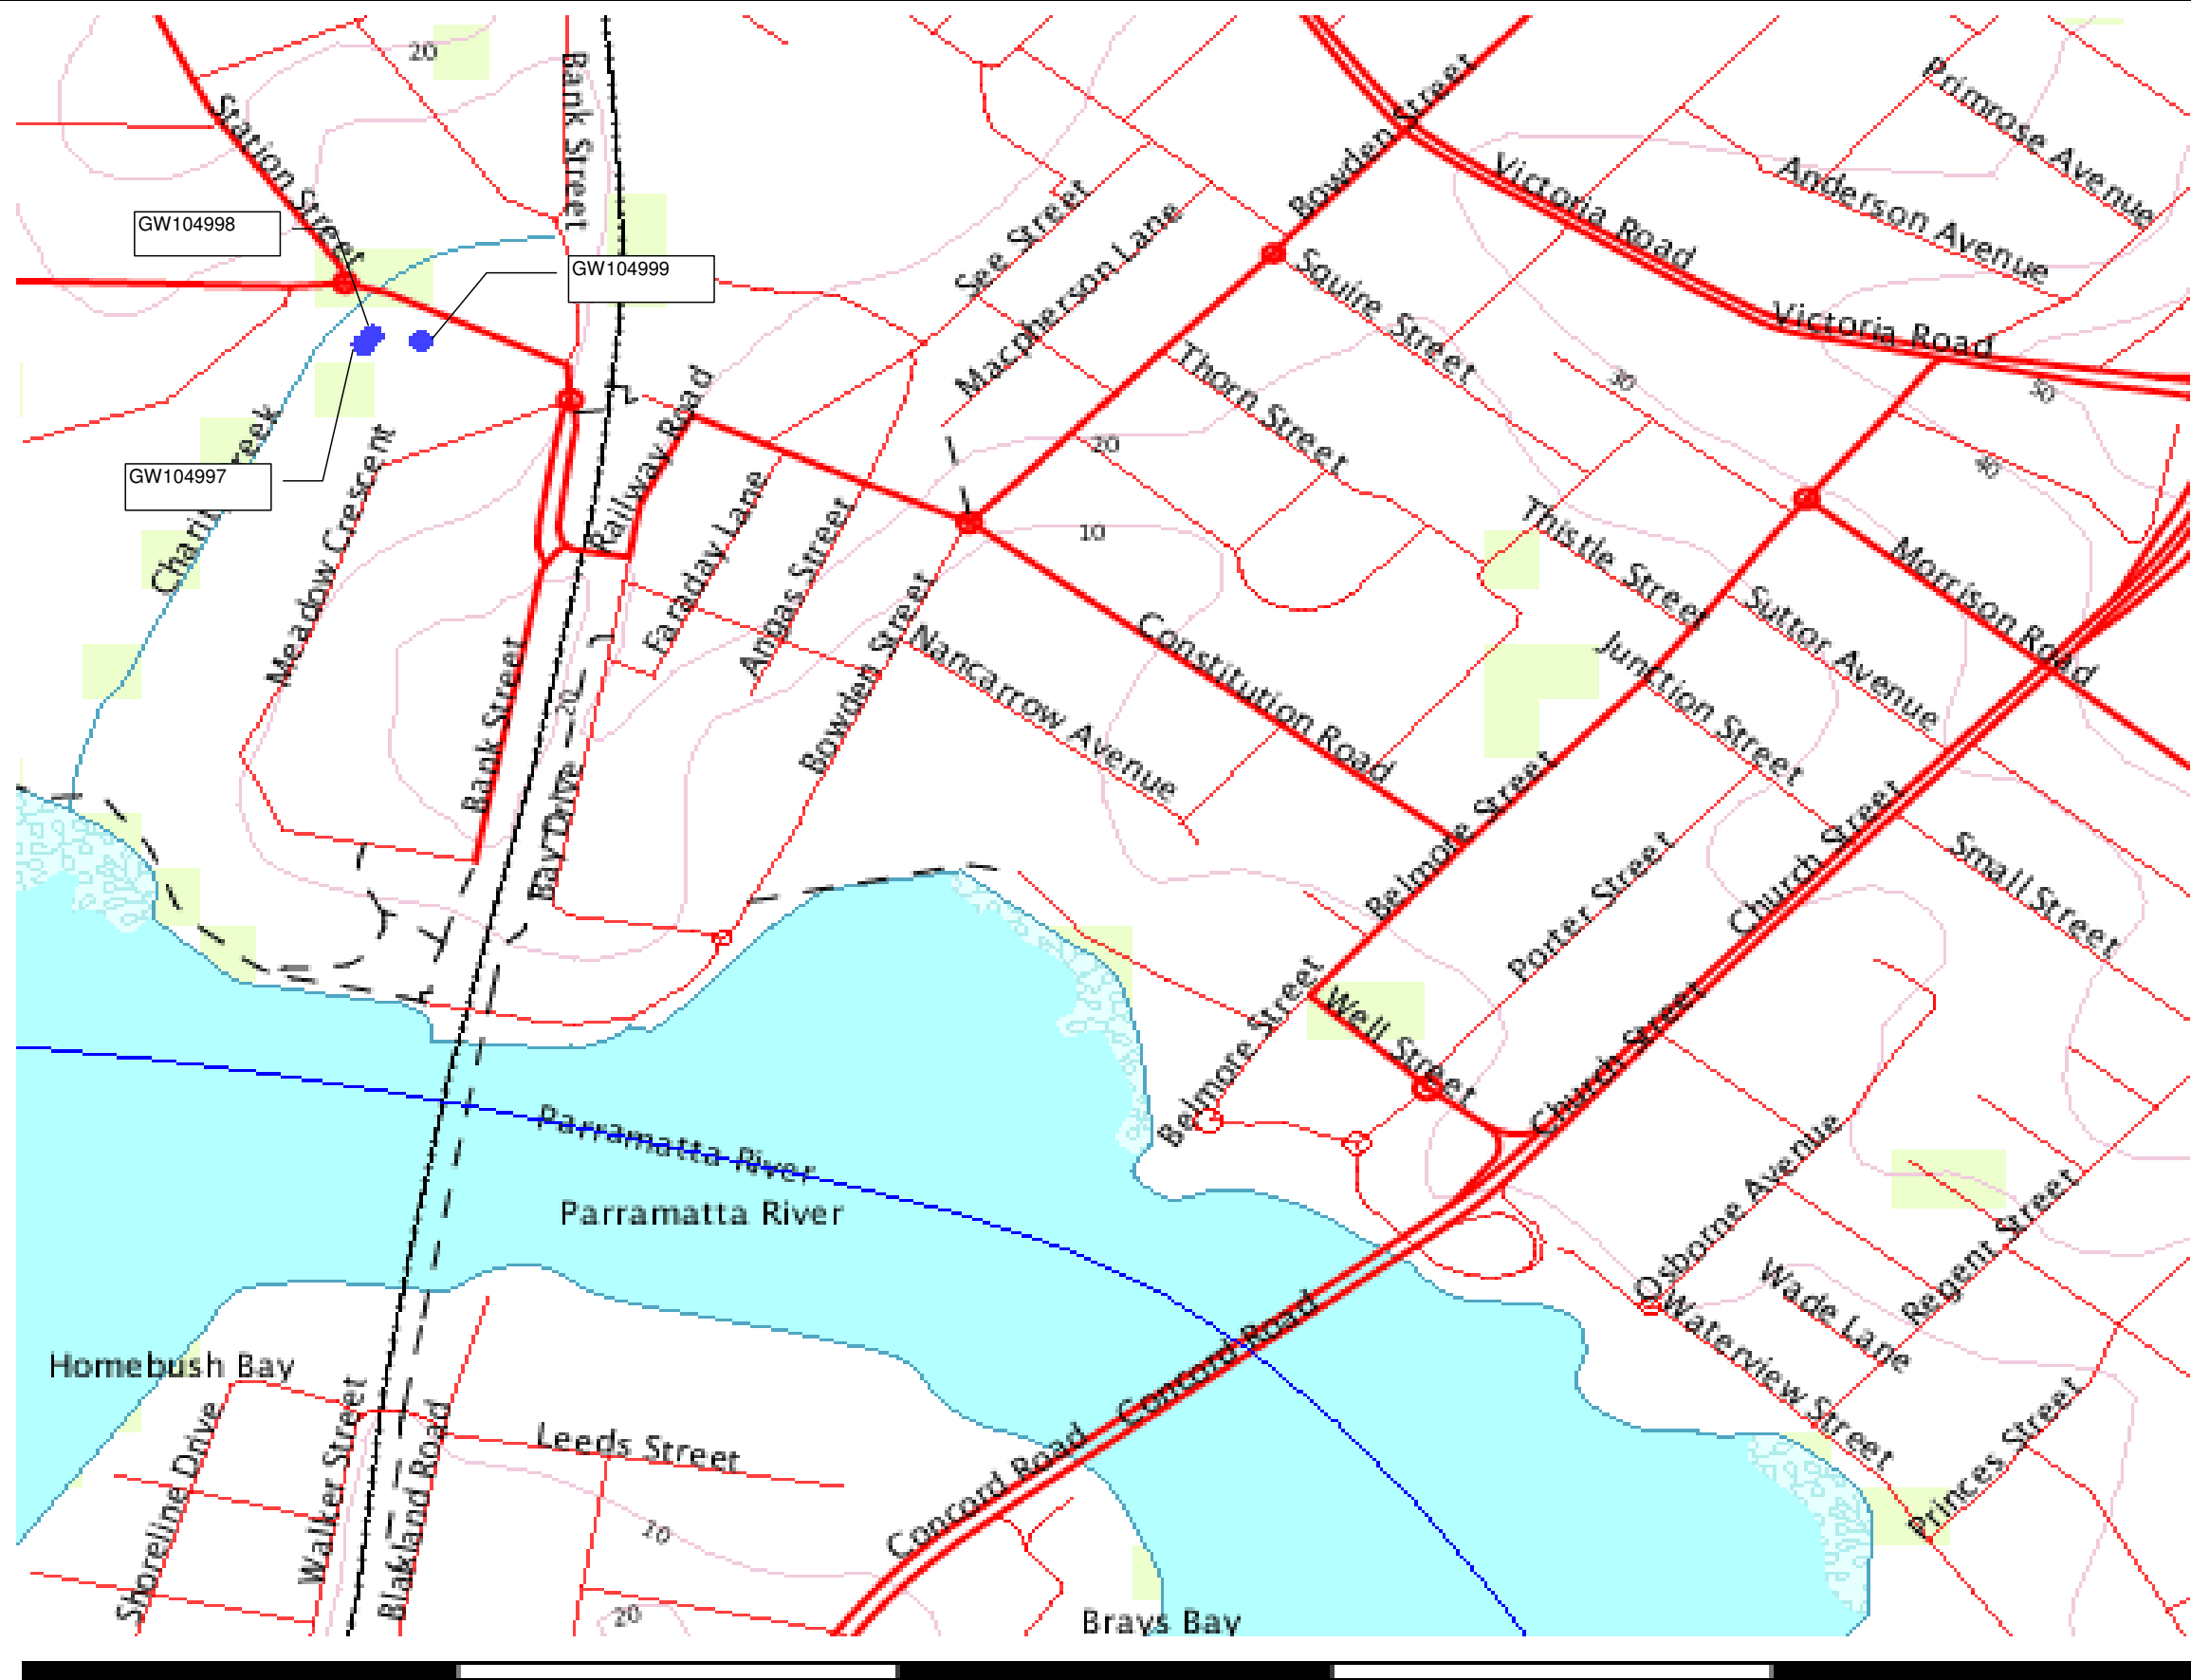 20
Bank Street
Station Street
Bowden Street
Primrose Avenue
Victoria Road
Anderson Avenue
GW104998
GW104999
See Street
Macpherson Lane
Squire Street
Victoria Road
Thorn Street
30
50
Railway Road
20
40
GW104997
Creek
Meadow Crescent
Faraday Lane
Angas Street
10
Thistle Street
Morrison Road
Bowden Street
Nancarrow Avenue
Constitution Road
Suttor Avenue
Junction Street
Bank Street
20
Bay Drive
Belmore Street
Porter Street
Church Street
Small Street
Belmore Street
Well Street
Church Street
Parramatta River
Parramatta River
Osborne Avenue
Regent Street
Wade Lane
Waterview Street
Princes Street
Homebush Bay
Concord Road
Concord Road
Shoreline Drive
Walker Street
Blakland Road
Leeds Street
10
20
Brays Bay